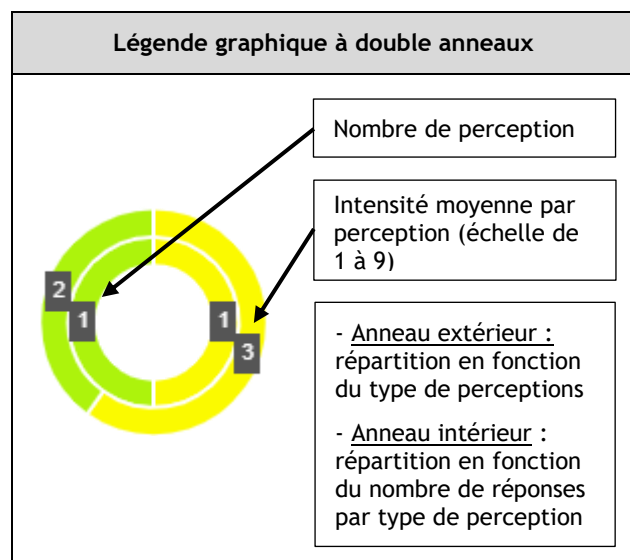 Légende graphique à double anneaux
Nombre de perception
Intensité moyenne par
perception (échelle de
1 à 9)
2
1
1
3
- Anneau extérieur :
répartition en fonction
du type de perceptions
- Anneau intérieur :
répartition en fonction
du nombre de réponses
par type de perception